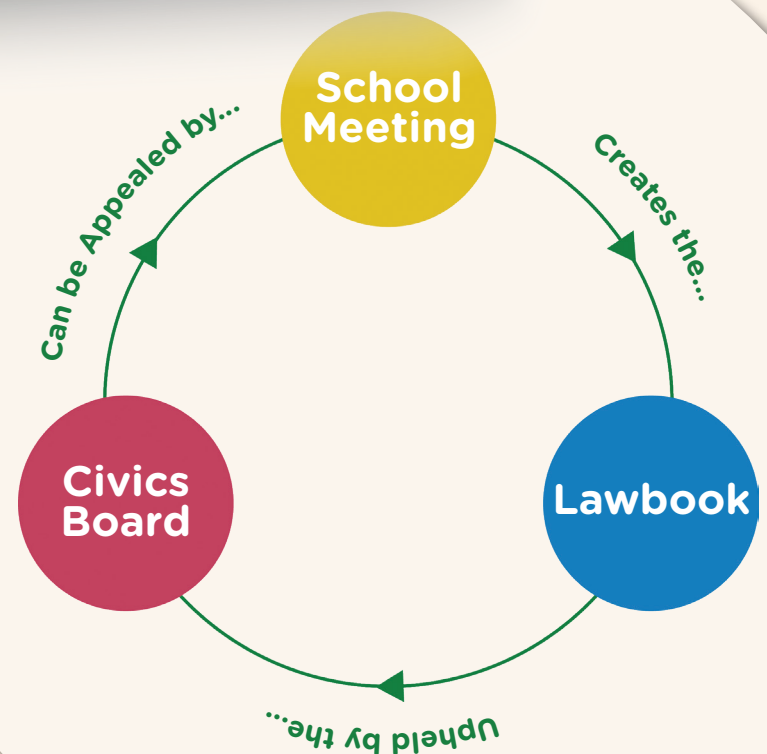 School
Meeting
Creates the...
Lawbook
Upheld by the...
Civics
Board
Can be Appealed by...